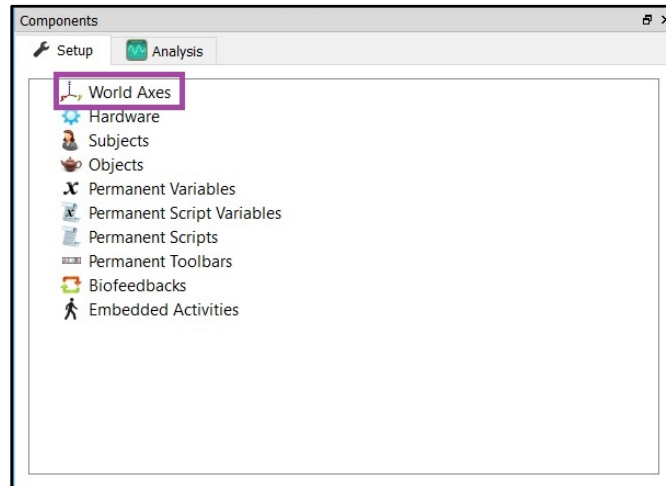 Components
Setup Analysis
World Axes
Hardware
Subjects
Objects
Permanent Variables
Permanent Script Variables
Permanent Scripts
Permanent Toolbars
Biofeedbacks
Embedded Activities